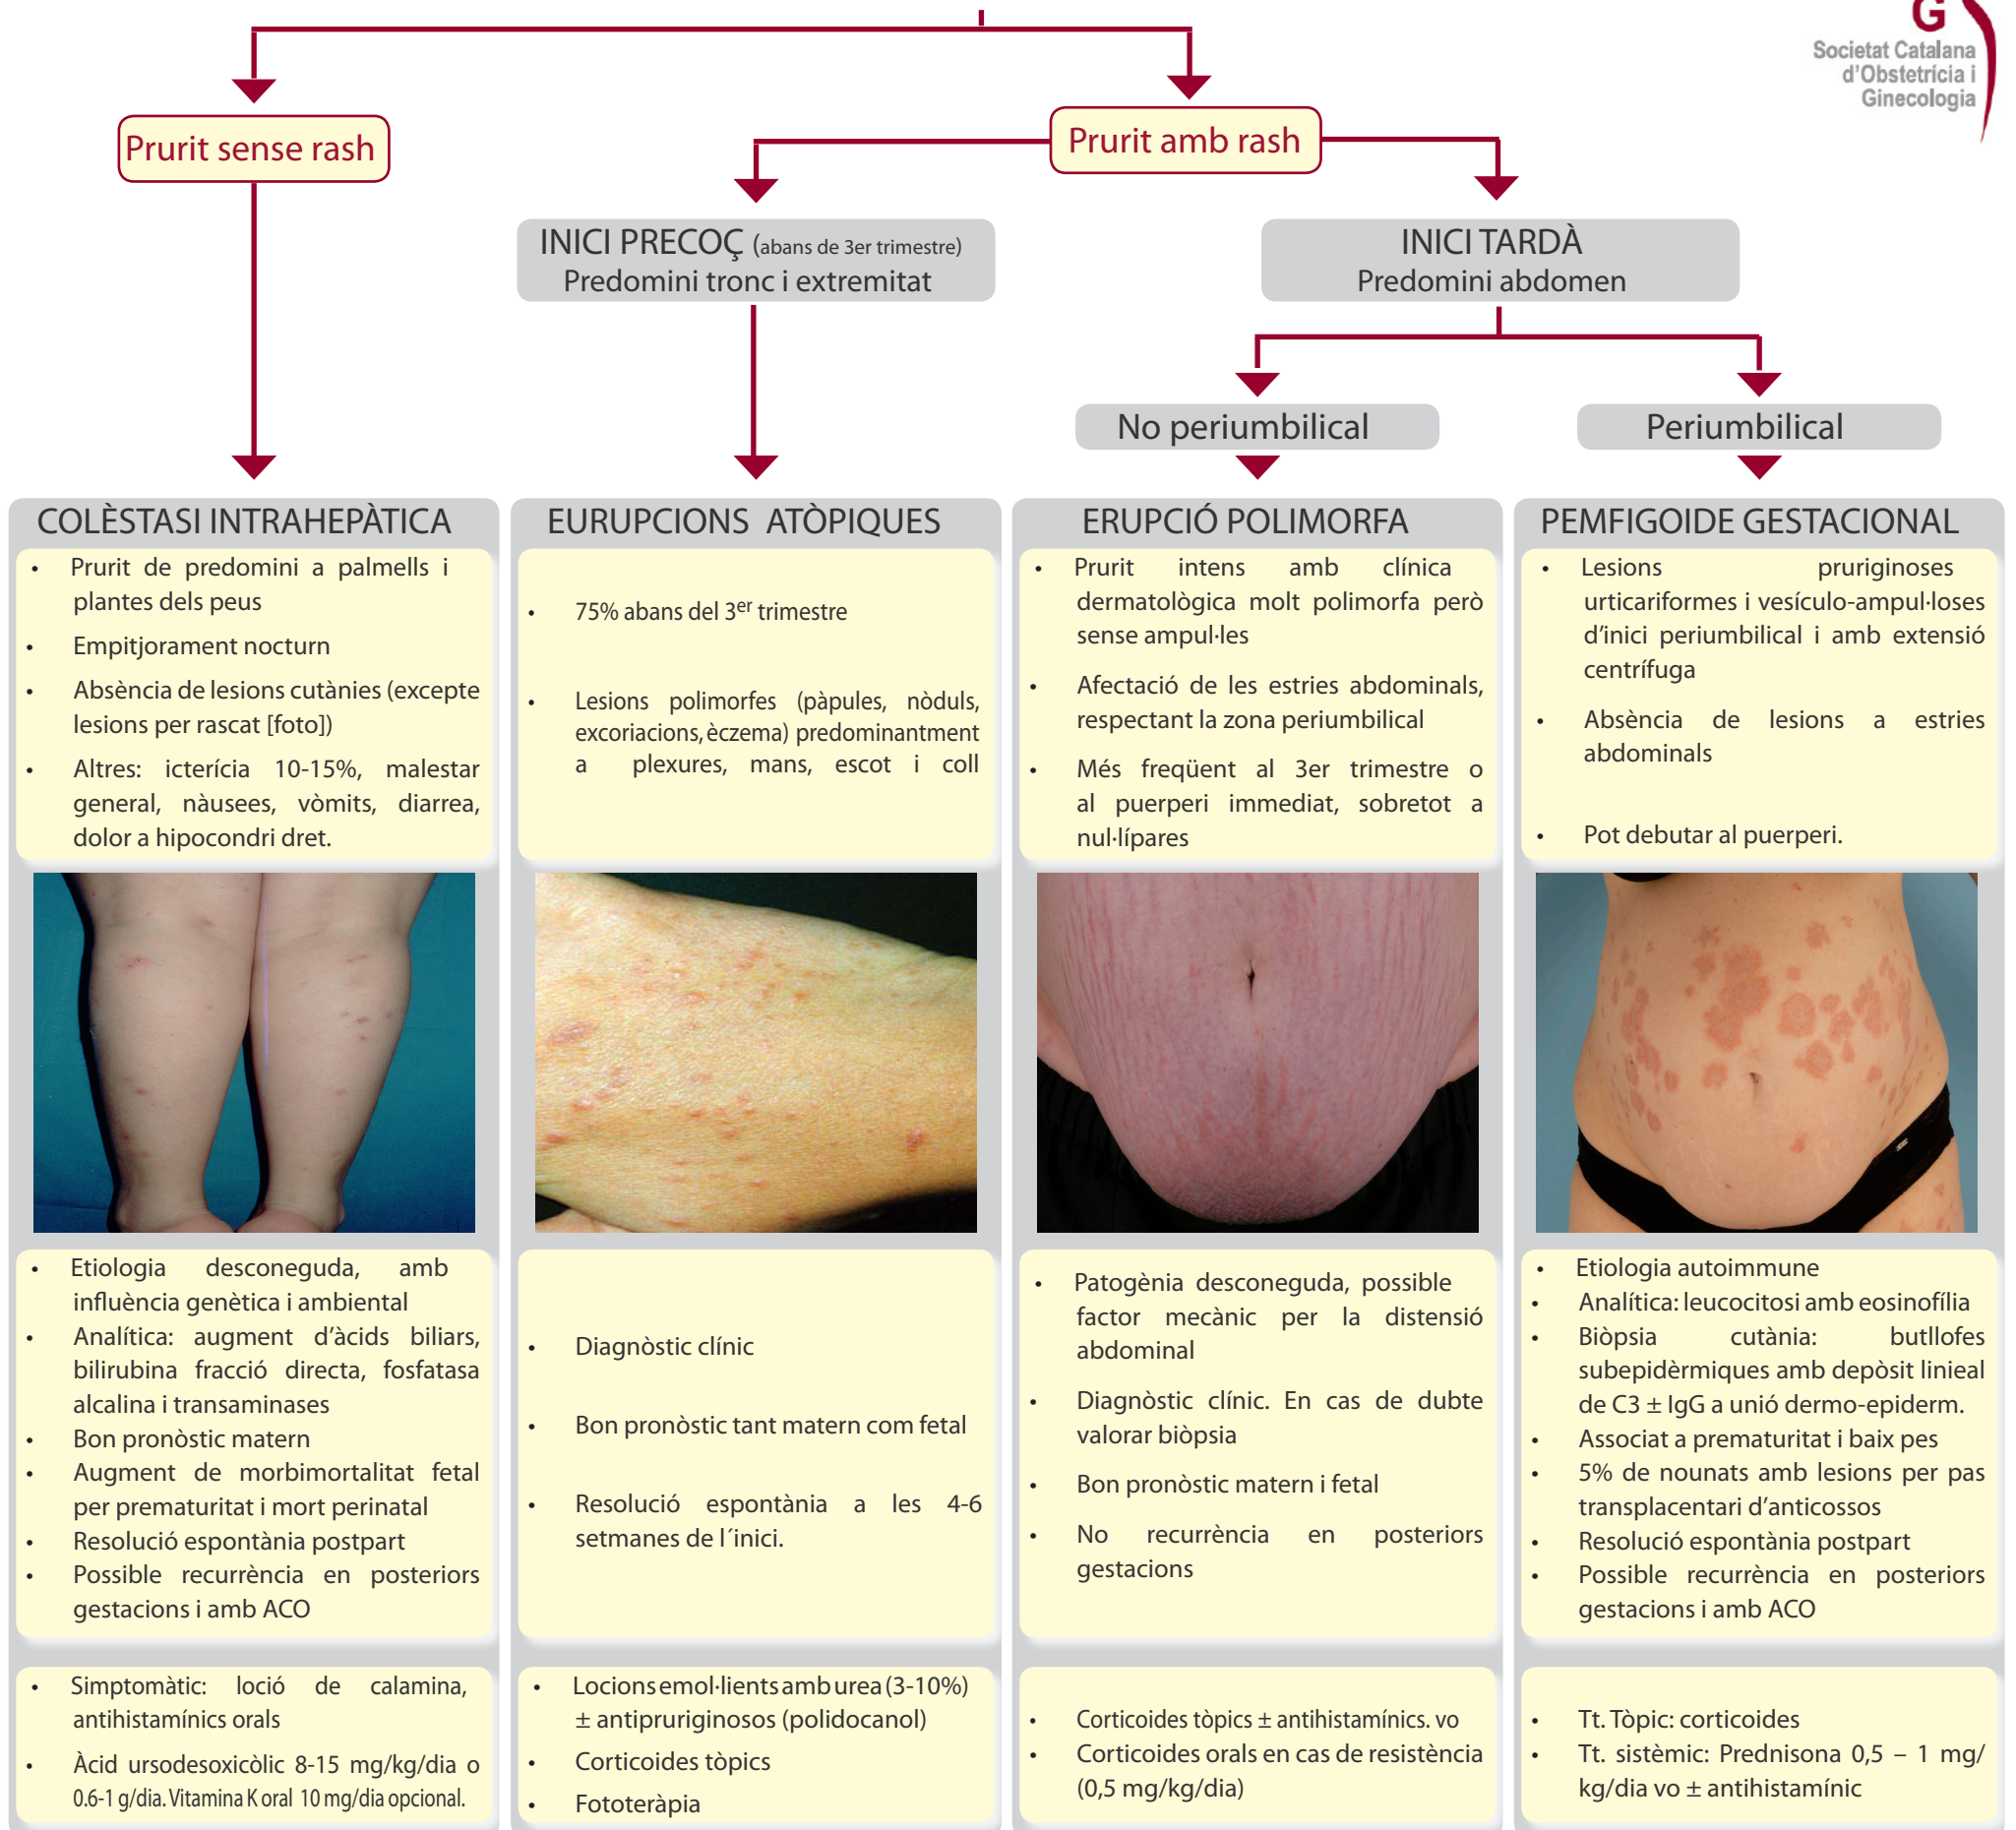 G
Societat Catalana
d'Obstetrícia i
Ginecologia
Prurit sense rash
Prurit amb rash
INICI PRECOÇ (abans de 3er trimestre)
Predomini tronc i extremitat
INICI TARDÀ
Predomini abdomen
No periumbilical
Periumbilical
COLÈSTASI INTRAHEPÀTICA
• Prurit de predomini a palmells i
plantes dels peus
• Empitjorament nocturn
• Absència de lesions cutànies (excepte
lesions per rascat [foto])
• Altres: icterícia 10-15%, malestar
general, nàusees, vòmits, diarrea,
dolor a hipocondri dret.
• Etiologia desconeguda, amb
influència genètica i ambiental
• Analítica: augment d'àcids biliars,
bilirubina fracció directa, fosfatasa
alcalina i transaminases
• Bon pronòstic matern
• Augment de morbimortalitat fetal
per prematuritat i mort perinatal
• Resolució espontània postpart
• Possible recurrència en posteriors
gestacions i amb ACO
• Simptomàtic: loció de calamina,
antihistamínics orals
• Àcid ursodesoxicòlic 8-15 mg/kg/dia o
0.6-1 g/dia. Vitamina K oral 10 mg/dia opcional.
EURUPCIONS ATÒPIQUES
• 75% abans del 3er trimestre
• Lesions polimorfes (pàpules, nòduls,
excoriacions, èczema) predominantment
a plexures, mans, escot i coll
• Diagnòstic clínic
• Bon pronòstic tant matern com fetal
• Resolució espontània a les 4-6
setmanes de l´inici.
• Locions emol·lients amb urea (3-10%)
± antipruriginosos (polidocanol)
• Corticoides tòpics
• Fototeràpia
ERUPCIÓ POLIMORFA
• Prurit intens amb clínica
dermatològica molt polimorfa però
sense ampul·les
• Afectació de les estries abdominals,
respectant la zona periumbilical
• Més freqüent al 3er trimestre o
al puerperi immediat, sobretot a
nul·lípares
• Patogènia desconeguda, possible
factor mecànic per la distensió
abdominal
• Diagnòstic clínic. En cas de dubte
valorar biòpsia
• Bon pronòstic matern i fetal
• No recurrència en posteriors
gestacions
• Corticoides tòpics ± antihistamínics. vo
• Corticoides orals en cas de resistència
(0,5 mg/kg/dia)
PEMFIGOIDE GESTACIONAL
• Lesions pruriginoses
urticariformes i vesículo-ampul·loses
d'inici periumbilical i amb extensió
centrífuga
• Absència de lesions a estries
abdominals
• Pot debutar al puerperi.
• Etiologia autoimmune
• Analítica: leucocitosi amb eosinofília
• Biòpsia cutània: butllofes
subepidèrmiques amb depòsit linieal
de C3 ± IgG a unió dermo-epiderm.
• Associat a prematuritat i baix pes
• 5% de nounats amb lesions per pas
transplacentari d'anticossos
• Resolució espontània postpart
• Possible recurrència en posteriors
gestacions i amb ACO
• Tt. Tòpic: corticoides
• Tt. sistèmic: Prednisona 0,5 – 1 mg/
kg/dia vo ± antihistamínic